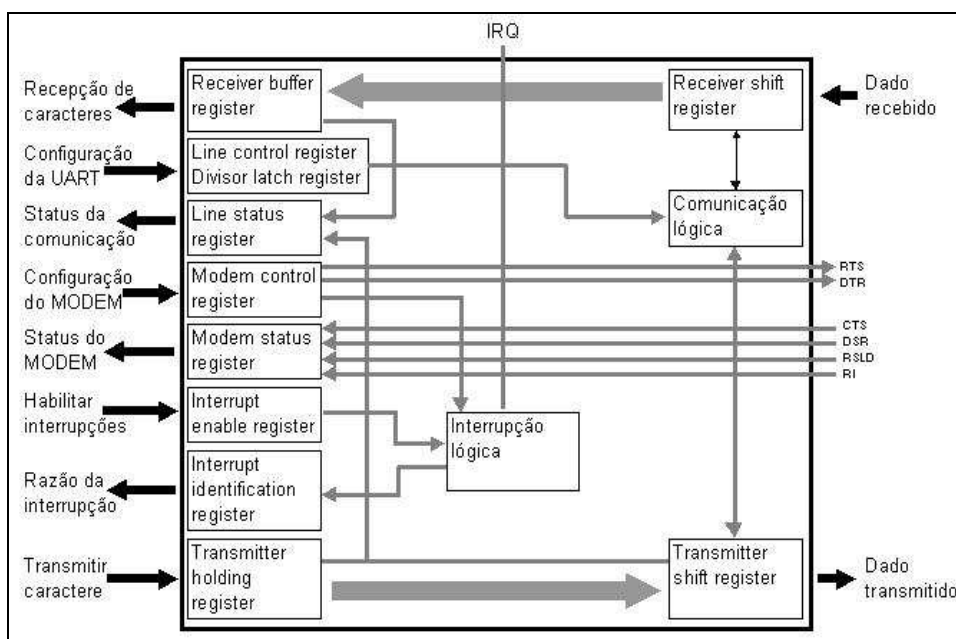 IRQ
Recepção de
caracteres
Receiver buffer
register
Receiver shift
register
Dado
recebido
Configuração
da UART
Line control register
Divisor latch register
Status da
comunicação
Line status
register
Comunicação
lógica
Configuração
do MODEM
Modem control
register
RTS
DTR
Status do
MODEM
Modem status
register
CTS
DSR
RSLD
RI
Habilitar
interrupções
Interrupt
enable register
Interrupção
lógica
Razão da
interrupção
Interrupt
identification
register
Transmitir
caractere
Transmitter
holding
register
Transmitter
shift register
Dado
transmitido